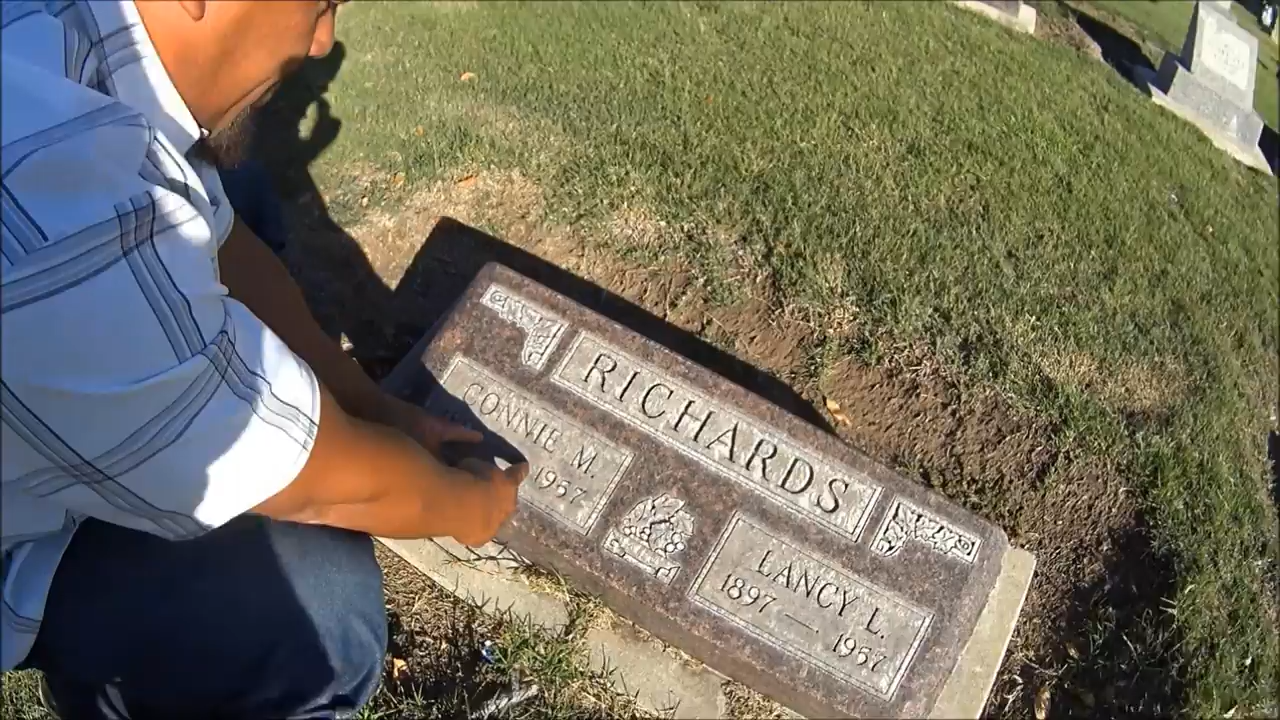 RICHARDS
CONNIE M.
1957
LANCY L.
1897 — 1957